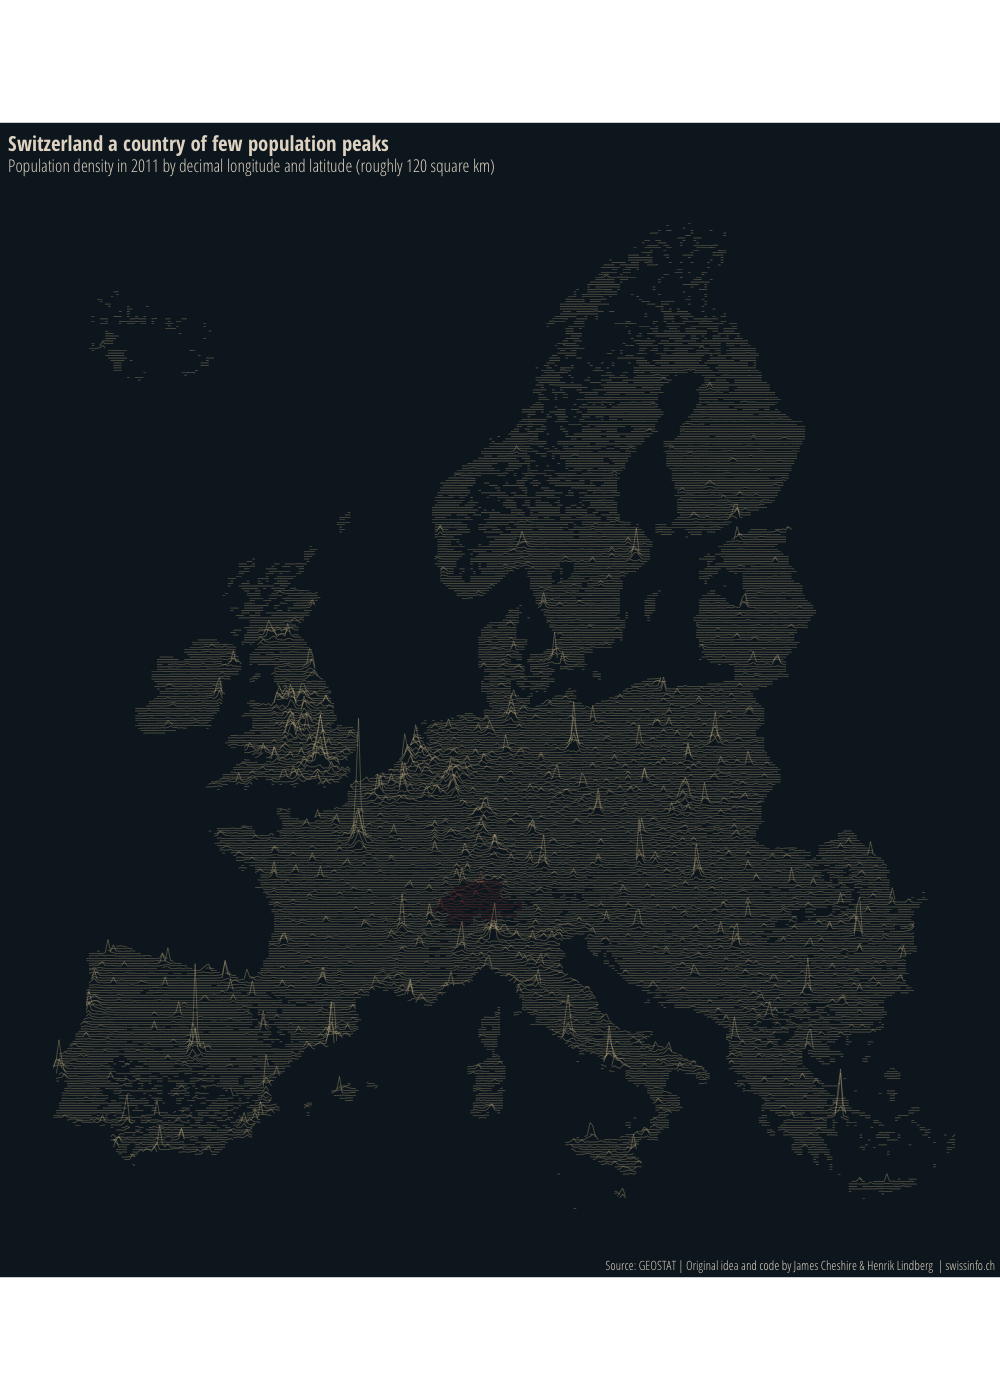 Switzerland a country of few population peaks
Population density in 2011 by decimal longitude and latitude (roughly 120 square km)
Source: GEOSTAT | Original idea and code by James Cheshire & Henrik Lindberg | swissinfo.ch